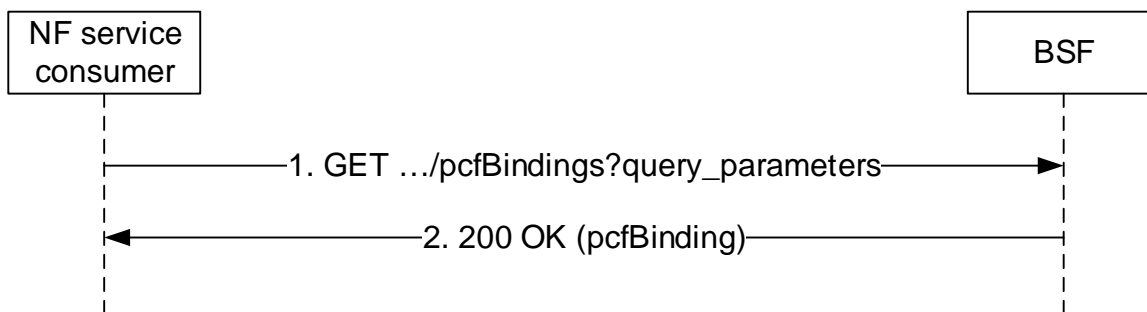 NF service
consumer
BSF
1. GET …/pcfBindings?query_parameters
2. 200 OK (pcfBinding)